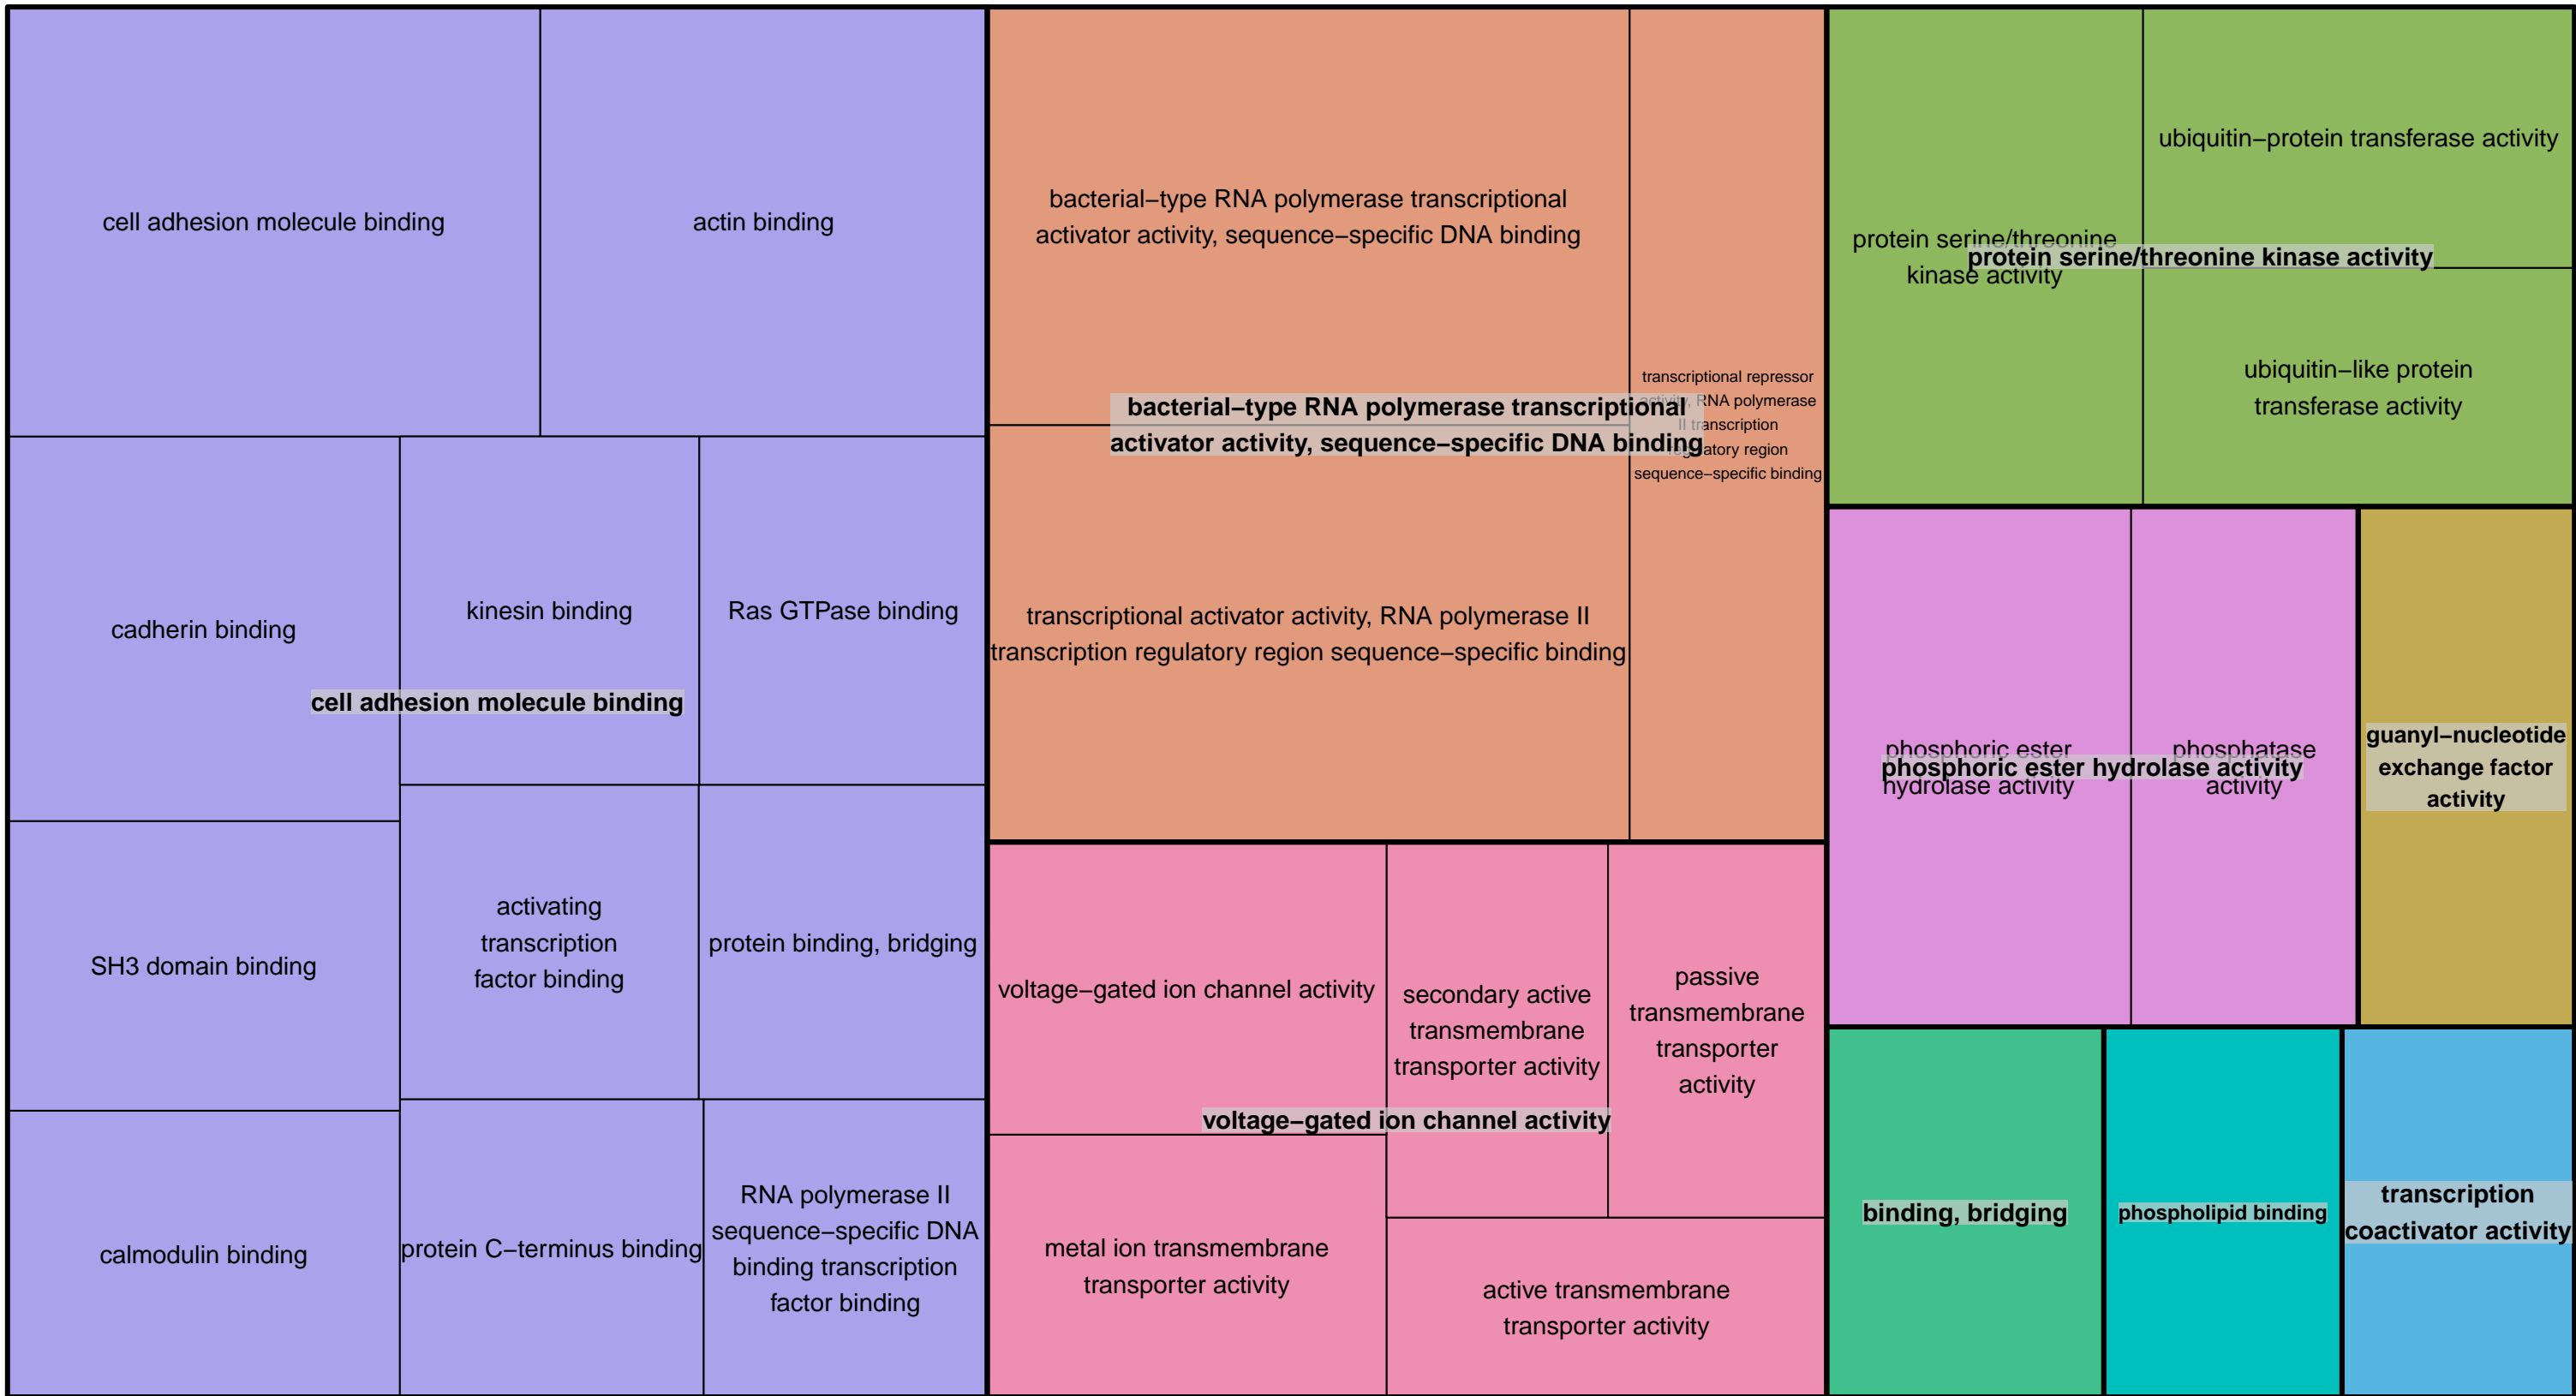 cell adhesion molecule binding
actin binding
cadherin binding
kinesin binding
Ras GTPase binding
cell adhesion molecule binding
SH3 domain binding
activating
transcription
factor binding
protein binding, bridging
calmodulin binding
protein C−terminus binding
RNA polymerase II
sequence−specific DNA
binding transcription
factor binding
bacterial−type RNA polymerase transcriptional
activator activity, sequence−specific DNA binding
transcriptional repressor
activity, RNA polymerase
II transcription
regulatory region
sequence−specific binding
bacterial−type RNA polymerase transcriptional
activator activity, sequence−specific DNA binding
transcriptional activator activity, RNA polymerase II
transcription regulatory region sequence−specific binding
voltage−gated ion channel activity
secondary active
transmembrane
transporter activity
passive
transmembrane
transporter
activity
voltage−gated ion channel activity
metal ion transmembrane
transporter activity
active transmembrane
transporter activity
protein serine/threonine
kinase activity
ubiquitin−protein transferase activity
protein serine/threonine kinase activity
ubiquitin−like protein
transferase activity
phosphoric ester
hydrolase activity
phosphatase
activity
phosphoric ester hydrolase activity
guanyl−nucleotide
exchange factor
activity
binding, bridging
phospholipid binding
transcription
coactivator activity